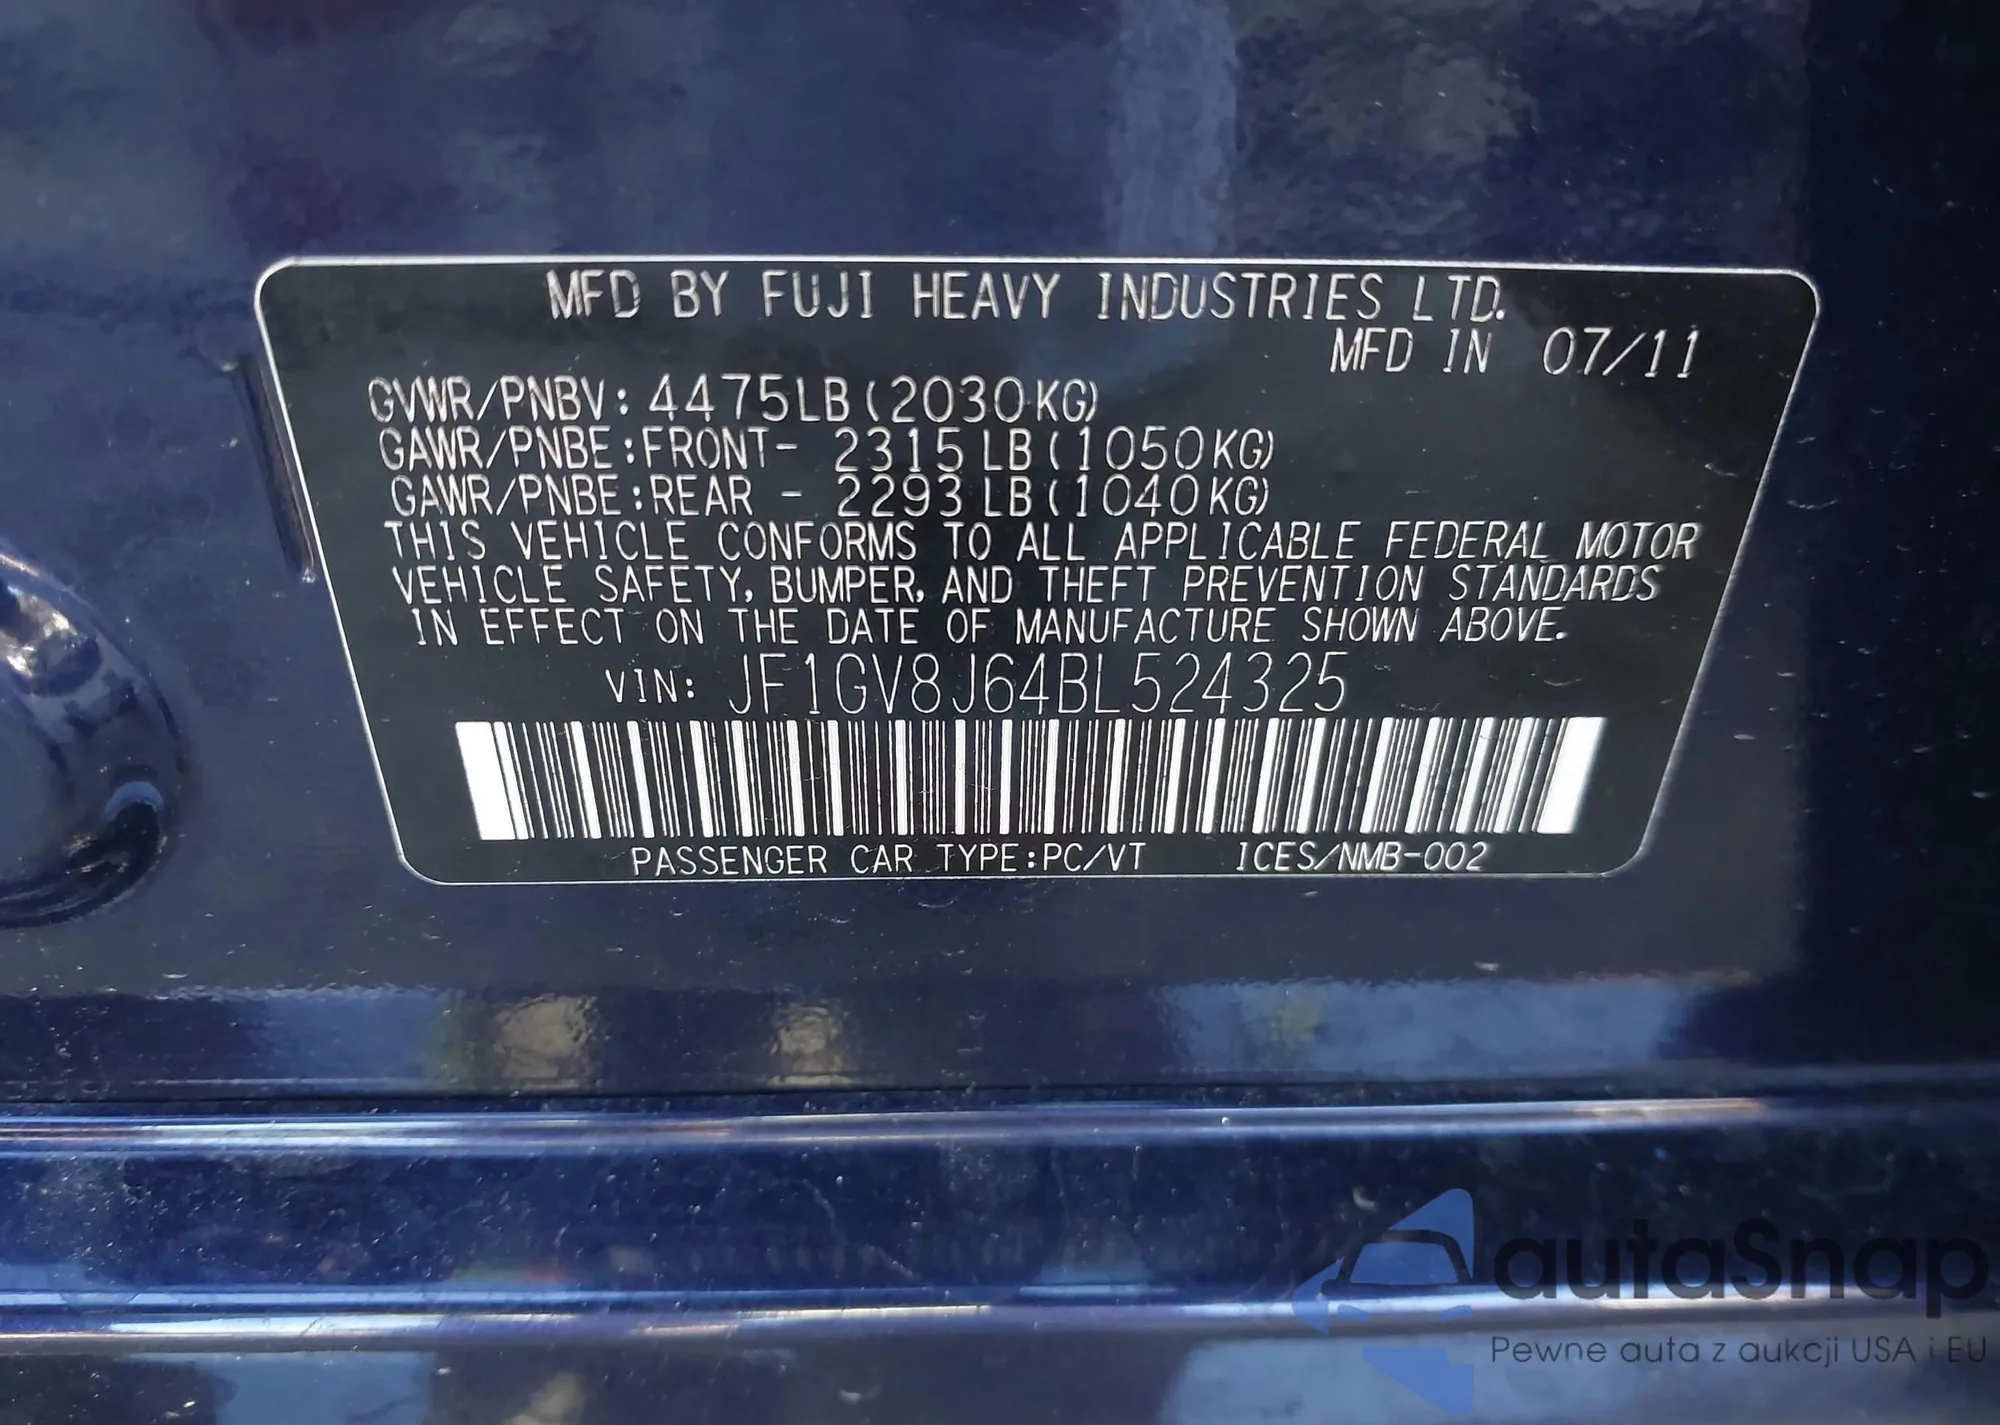 MFD BY FUJI HEAVY INDUSTRIES LTD.
MFD IN 07/11
GVWR/PNBV: 4475LB(2030KG)
GAWR/PNBE:FRONT- 2315LB(1050KG)
GAWR/PNBE:REAR - 2293LB(1040KG)
THIS VEHICLE CONFORMS TO ALL APPLICABLE FEDERAL MOTOR
VEHICLE SAFETY, BUMPER, AND THEFT PREVENTION STANDARDS
IN EFFECT ON THE DATE OF MANUFACTURE SHOWN ABOVE.
VIN: JF1GV8J64BL524325
PASSENGER CAR TYPE:PC/VT ICES/NMB-002
autaSnap
Pewne auta z aukcji USA i EU